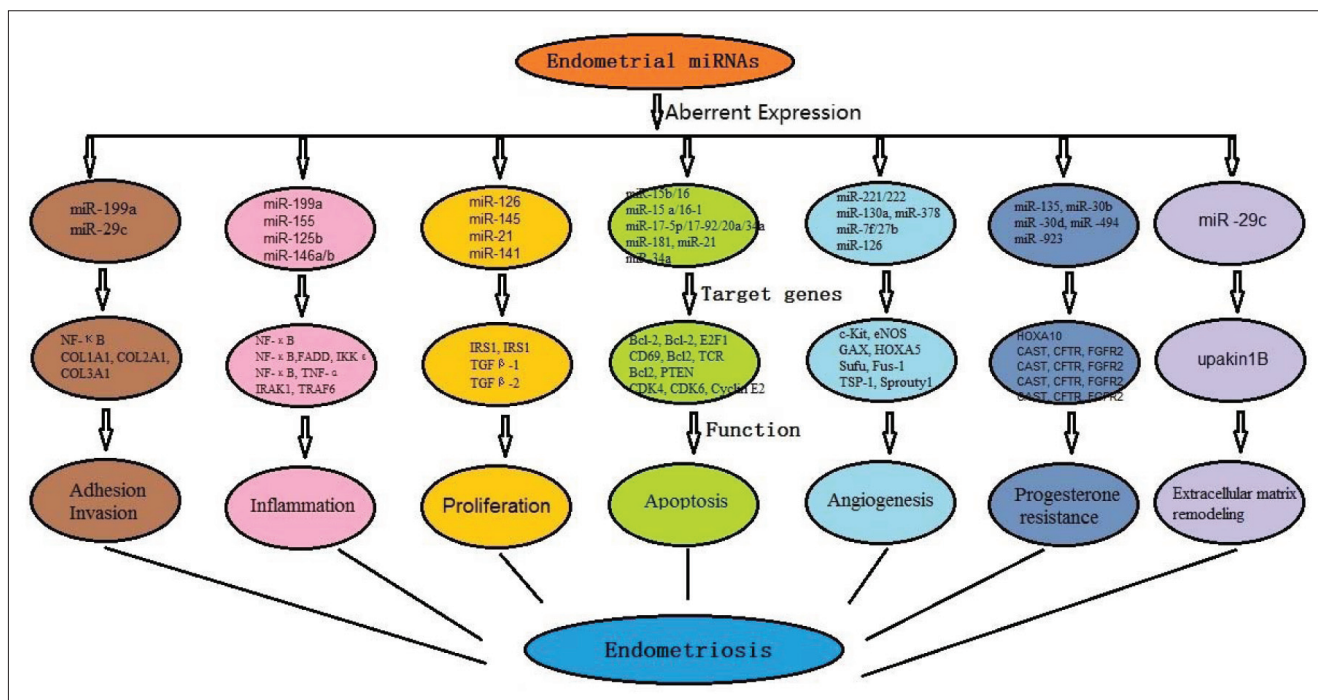 Endometrial miRNAs
Aberrent Expression
miR-199a
miR-29c
miR-199a
miR-155
miR-125b
miR-146a/b
miR-126
miR-145
miR-21
miR-141
miR-15b/16
miR-15 a/16-1
miR-17-5p/17-92/20a/34a
miR-181, miR-21
miR-34a
miR-221/222
miR-130a, miR-378
miR-7f/27b
miR-126
miR-135, miR-30b
miR -30d, miR -494
miR -923
miR -29c
Target genes
NF-κB
COL1A1, COL2A1,
COL3A1
NF-κB
NF-κB,FADD, IKK ε
NF-κB, TNF-α
IRAK1, TRAF6
IRS1, IRS1
TGFβ-1
TGFβ-2
Bcl-2, Bcl-2, E2F1
CD69, Bcl2, TCR
Bcl2, PTEN
CDK4, CDK6, Cyclin E2
c-Kit, eNOS
GAX, HOXA5
Sufu, Fus-1
TSP-1, Sprouty1
HOXA10
CAST, CFTR, FGFR2
CAST, CFTR, FGFR2
CAST, CFTR, FGFR2
CAST, CFTR, FGFR2
upakin1B
Function
Adhesion
Invasion
Inflammation
Proliferation
Apoptosis
Angiogenesis
Progesterone
resistance
Extracellular matrix
remodeling
Endometriosis